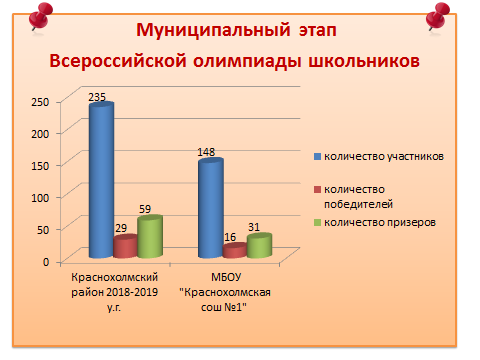 Муниципальный этап
Всероссийской олимпиады школьников
250
200
150
100
50
0
235
29
59
148
16
31
Краснохолмский
район 2018-2019
у.г.
МБОУ
"Краснохолмская
сош №1"
количество участников
количество
победителей
количество призеров